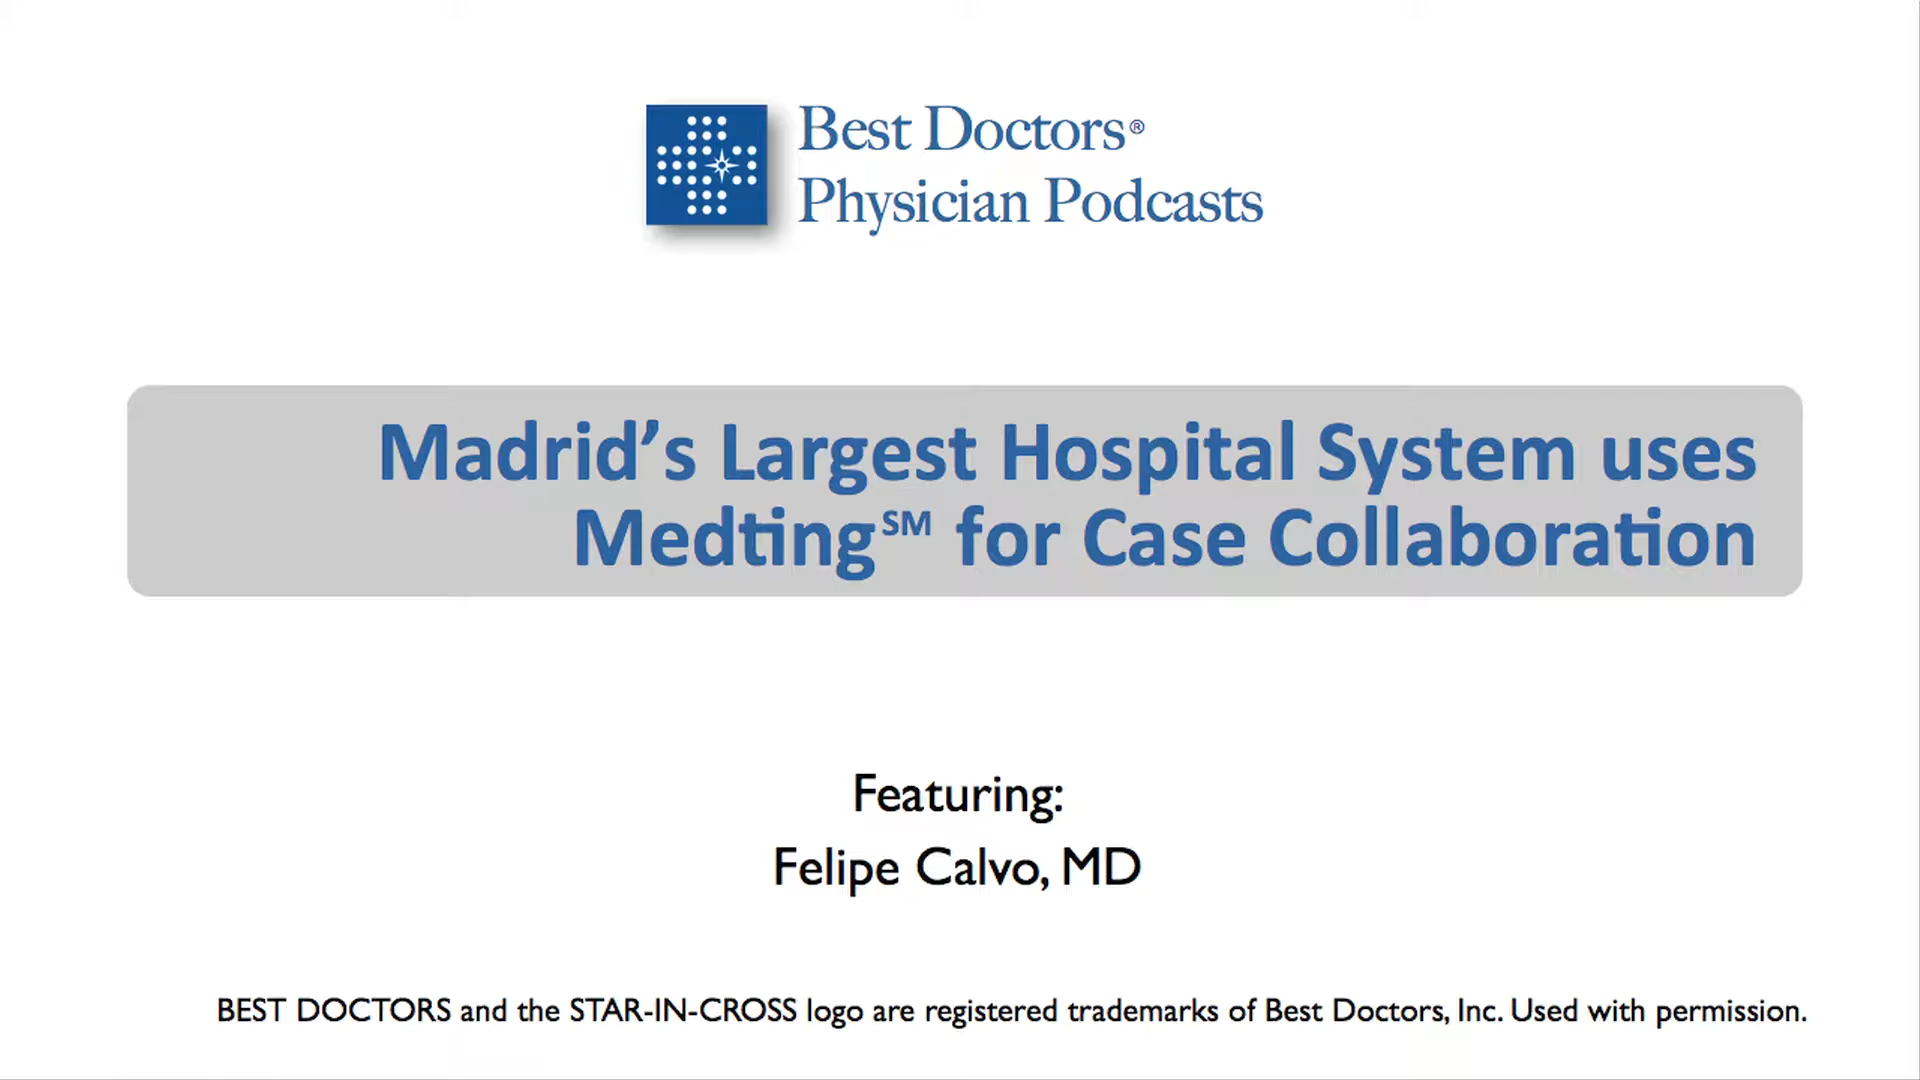 Best Doctors®
Physician Podcasts
Madrid’s Largest Hospital System uses
Medting℠ for Case Collaboration
Featuring:
Felipe Calvo, MD
BEST DOCTORS and the STAR-IN-CROSS logo are registered trademarks of Best Doctors, Inc. Used with permission.